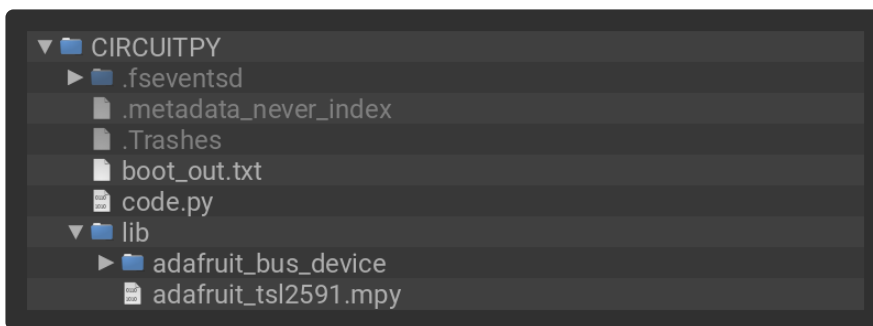 CIRCUITPY
.fseventsd
.metadata_never_index
.Trashes
boot_out.txt
code.py
lib
adafruit_bus_device
adafruit_tsl2591.mpy